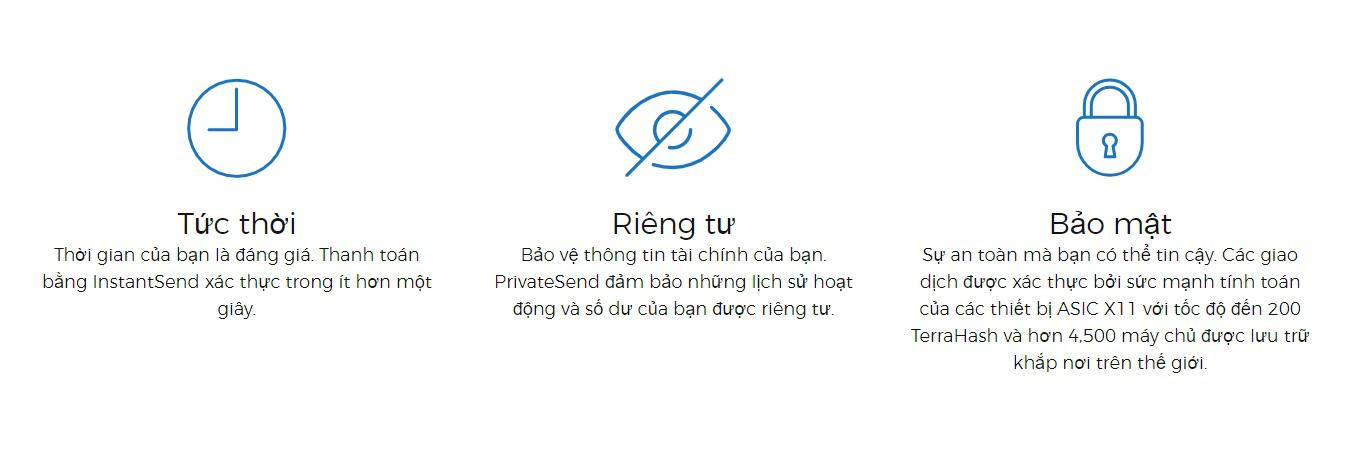 Tức thời
Thời gian của bạn là đáng giá. Thanh toán
bằng InstantSend xác thực trong ít hơn một
giây.
Riêng tư
Bảo vệ thông tin tài chính của bạn.
PrivateSend đảm bảo những lịch sử hoạt
động và số dư của bạn được riêng tư.
Bảo mật
Sự an toàn mà bạn có thể tin cậy. Các giao
dịch được xác thực bởi sức mạnh tính toán
của các thiết bị ASIC X11 với tốc độ đến 200
TerraHash và hơn 4,500 máy chủ được lưu trữ
khắp nơi trên thế giới.